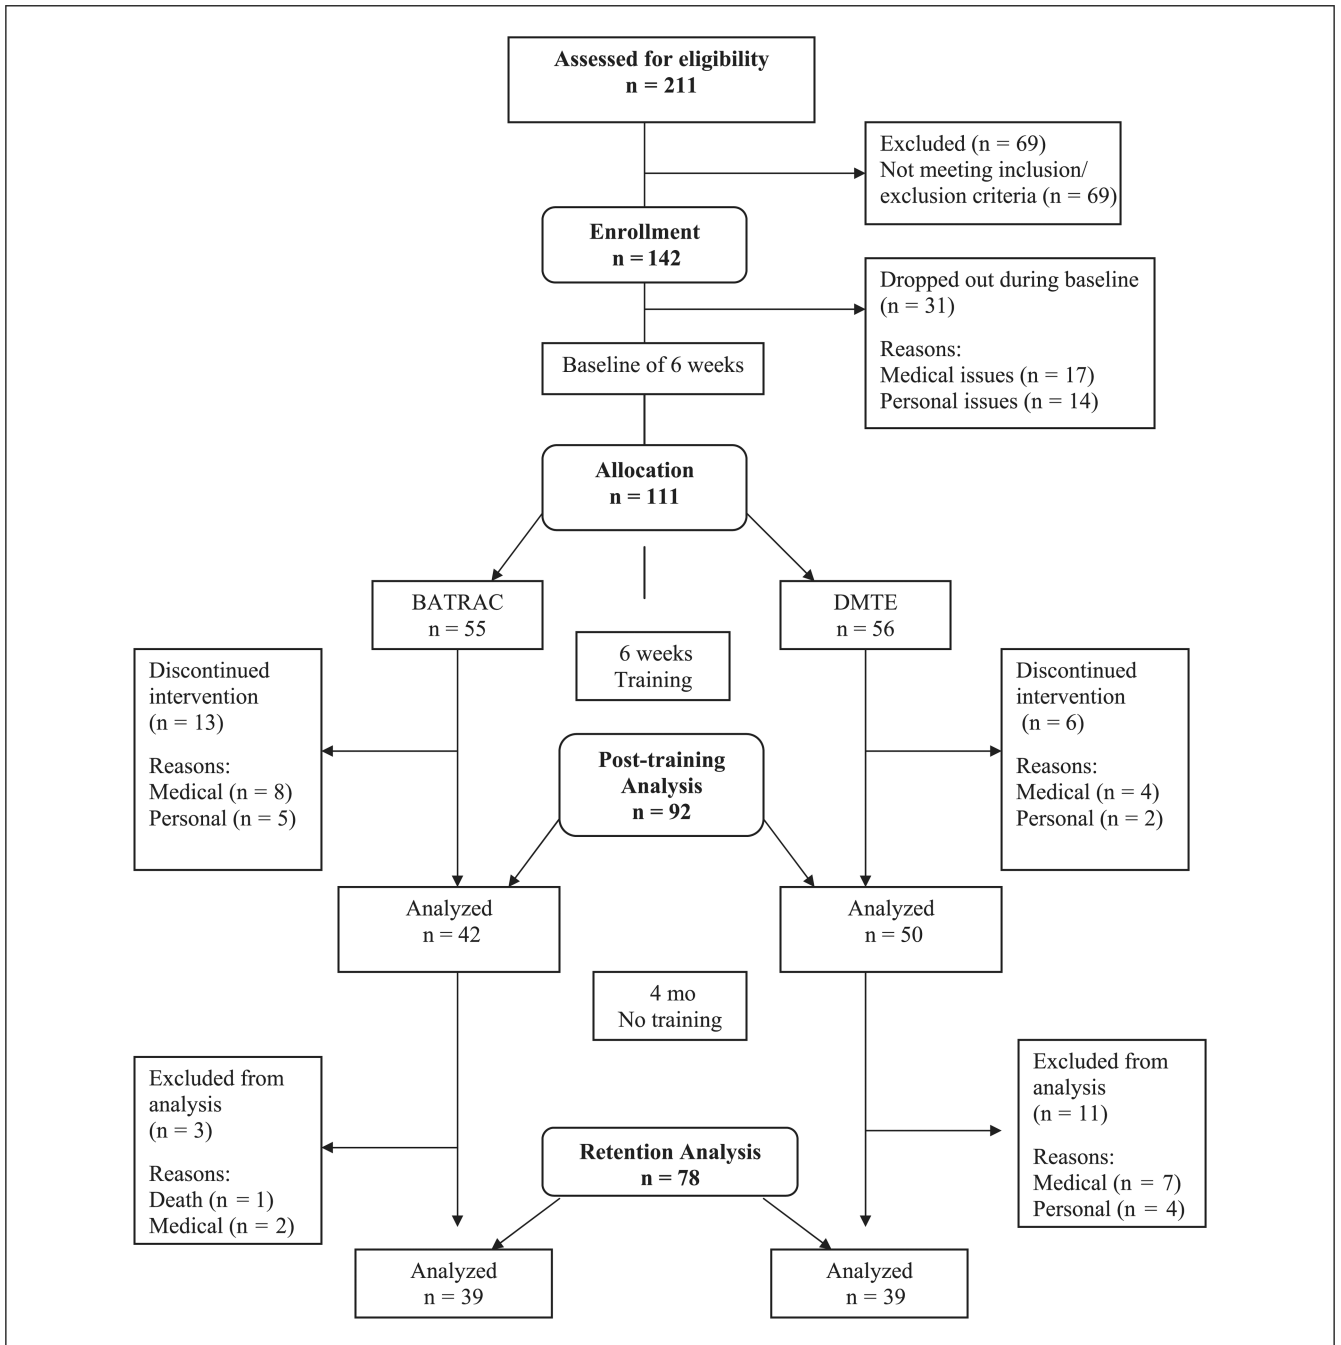 Assessed for eligibility
n = 211
Excluded (n = 69)
Not meeting inclusion/
exclusion criteria (n = 69)
Enrollment
n = 142
Dropped out during baseline
(n = 31)
Reasons:
Medical issues (n = 17)
Personal issues (n = 14)
Baseline of 6 weeks
Allocation
n = 111
BATRAC
n = 55
DMTE
n = 56
6 weeks
Training
Discontinued
intervention
(n = 13)
Reasons:
Medical (n = 8)
Personal (n = 5)
Discontinued
intervention
(n = 6)
Reasons:
Medical (n = 4)
Personal (n = 2)
Post-training
Analysis
n = 92
Analyzed
n = 42
Analyzed
n = 50
4 mo
No training
Excluded from
analysis
(n = 3)
Reasons:
Death (n = 1)
Medical (n = 2)
Excluded from
analysis
(n = 11)
Reasons:
Medical (n = 7)
Personal (n = 4)
Retention Analysis
n = 78
Analyzed
n = 39
Analyzed
n = 39